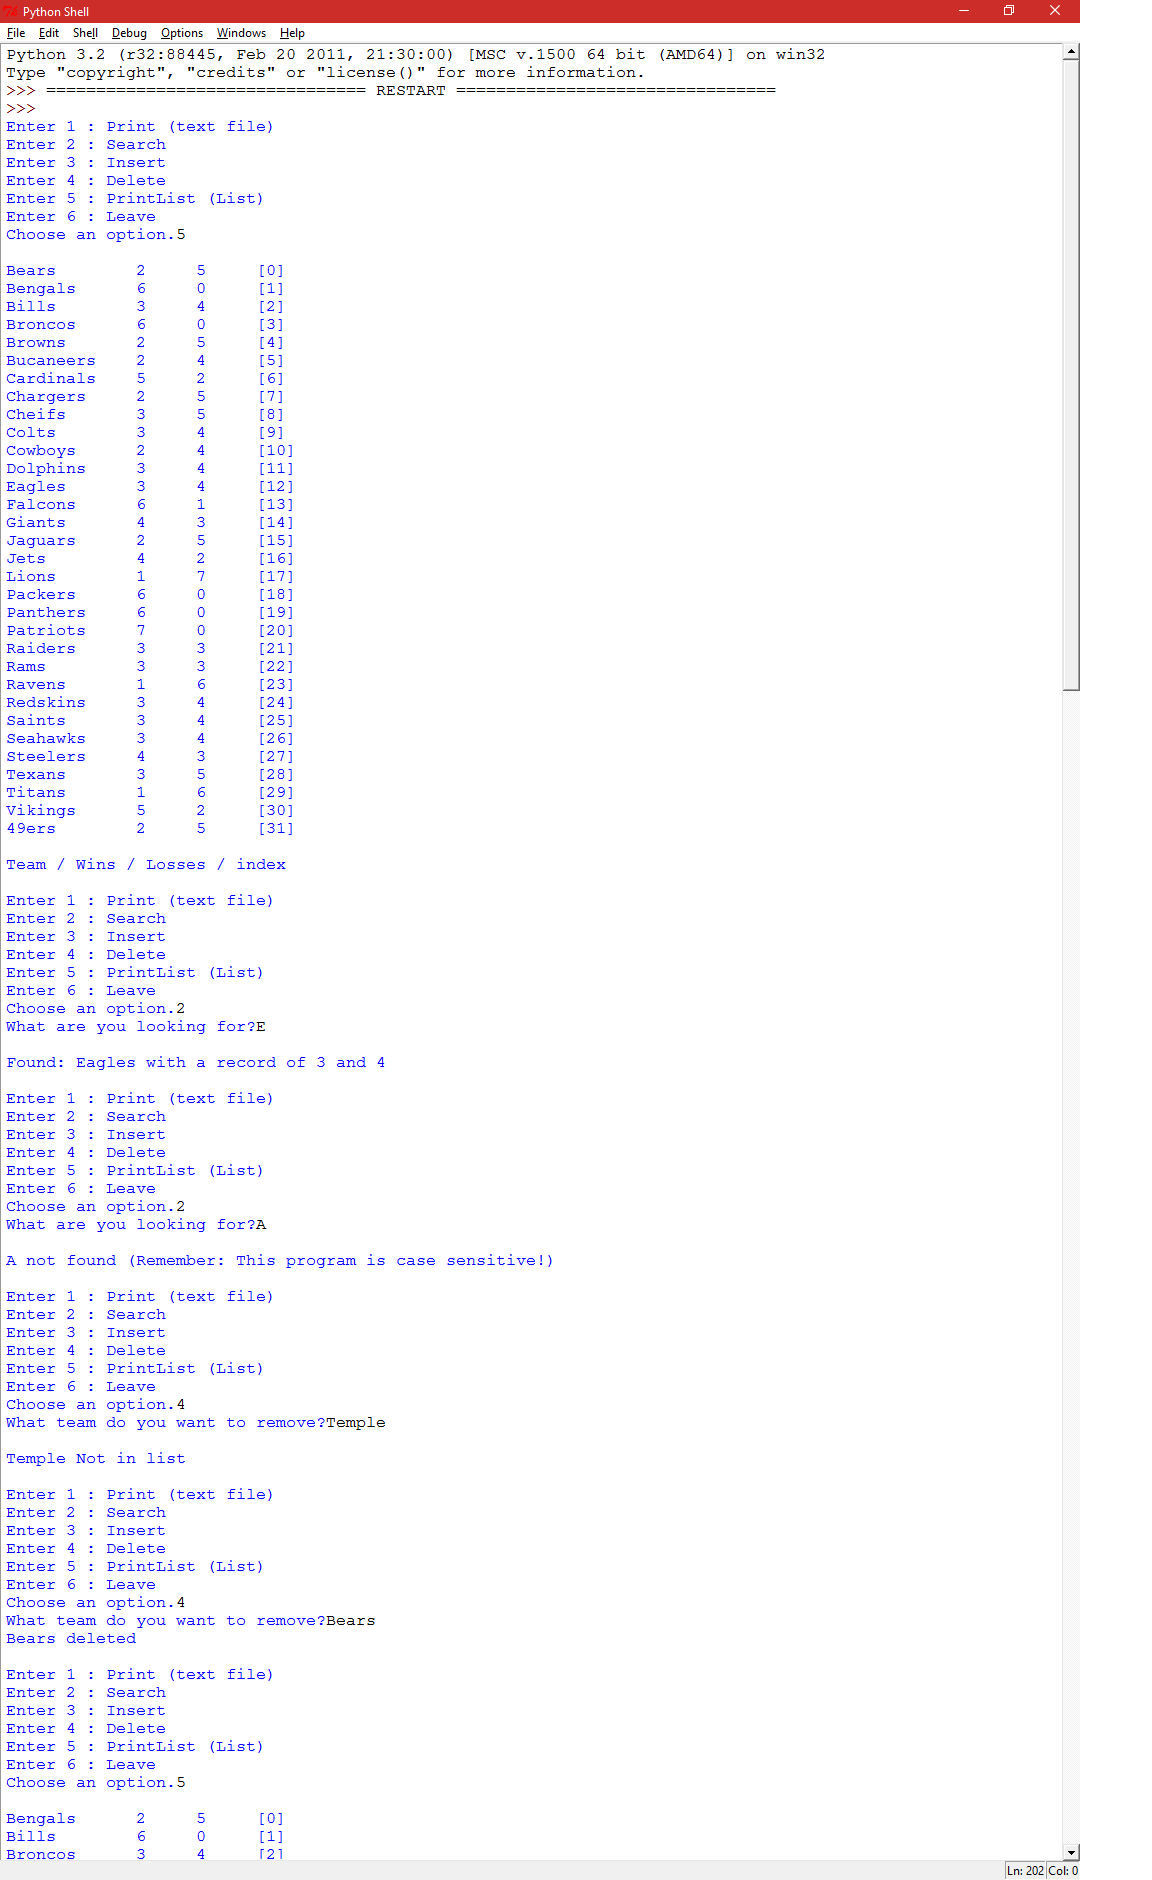 Python Shell
File Edit Shell Debug Options Windows Help
Python 3.2 (r32:88445, Feb 20 2011, 21:30:00) [MSC v.1500 64 bit (AMD64)] on win32
Type "copyright", "credits" or "license()" for more information.
>>> ================================ RESTART ================================
>>>
Enter 1 : Print (text file)
Enter 2 : Search
Enter 3 : Insert
Enter 4 : Delete
Enter 5 : PrintList (List)
Enter 6 : Leave
Choose an option.5
Bears 2 5 [0]
Bengals 6 0 [1]
Bills 3 4 [2]
Broncos 6 0 [3]
Browns 2 5 [4]
Bucaneers 2 4 [5]
Cardinals 5 2 [6]
Chargers 2 5 [7]
Cheifs 3 5 [8]
Colts 3 4 [9]
Cowboys 2 4 [10]
Dolphins 3 4 [11]
Eagles 3 4 [12]
Falcons 6 1 [13]
Giants 4 3 [14]
Jaguars 2 5 [15]
Jets 4 2 [16]
Lions 1 7 [17]
Packers 6 0 [18]
Panthers 6 0 [19]
Patriots 7 0 [20]
Raiders 3 3 [21]
Rams 3 3 [22]
Ravens 1 6 [23]
Redskins 3 4 [24]
Saints 3 4 [25]
Seahawks 3 4 [26]
Steelers 4 3 [27]
Texans 3 5 [28]
Titans 1 6 [29]
Vikings 5 2 [30]
49ers 2 5 [31]
Team / Wins / Losses / index
Enter 1 : Print (text file)
Enter 2 : Search
Enter 3 : Insert
Enter 4 : Delete
Enter 5 : PrintList (List)
Enter 6 : Leave
Choose an option.2
What are you looking for?E
Found: Eagles with a record of 3 and 4
Enter 1 : Print (text file)
Enter 2 : Search
Enter 3 : Insert
Enter 4 : Delete
Enter 5 : PrintList (List)
Enter 6 : Leave
Choose an option.2
What are you looking for?A
A not found (Remember: This program is case sensitive!)
Enter 1 : Print (text file)
Enter 2 : Search
Enter 3 : Insert
Enter 4 : Delete
Enter 5 : PrintList (List)
Enter 6 : Leave
Choose an option.4
What team do you want to remove?Temple
Temple Not in list
Enter 1 : Print (text file)
Enter 2 : Search
Enter 3 : Insert
Enter 4 : Delete
Enter 5 : PrintList (List)
Enter 6 : Leave
Choose an option.4
What team do you want to remove?Bears
Bears deleted
Enter 1 : Print (text file)
Enter 2 : Search
Enter 3 : Insert
Enter 4 : Delete
Enter 5 : PrintList (List)
Enter 6 : Leave
Choose an option.5
Bengals 2 5 [0]
Bills 6 0 [1]
Broncos 3 4 [2]
Ln: 202 Col: 0